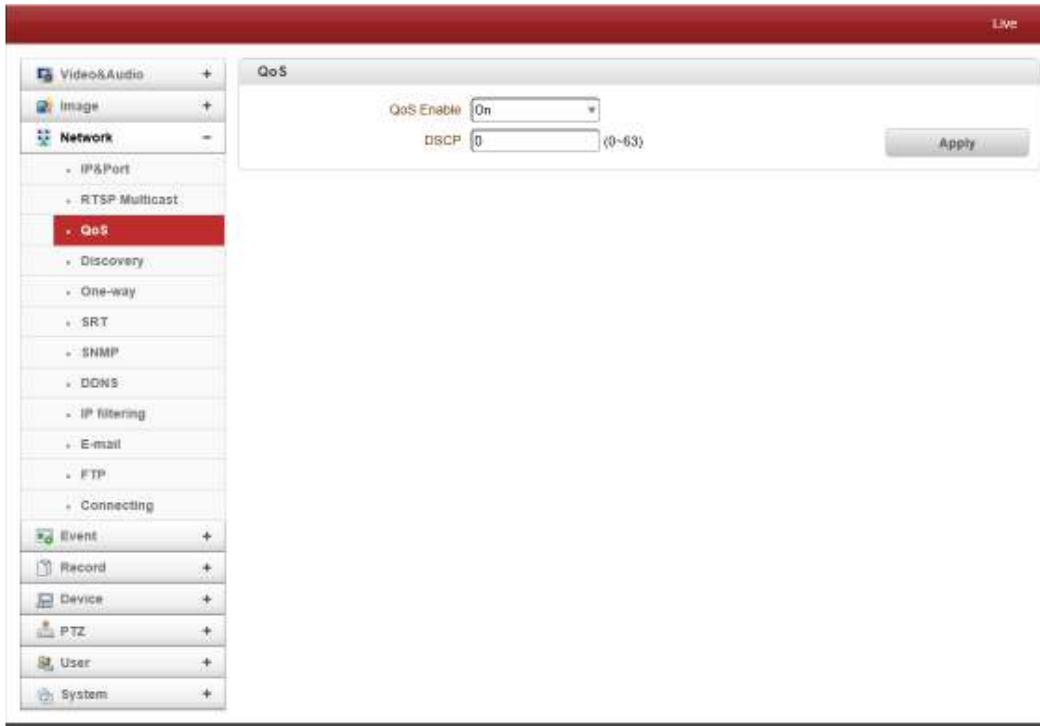 Live
Video&Audio +
Image +
Network -
IP&Port
RTSP Multicast
QoS
Discovery
One-way
SRT
SNMP
DDNS
IP filtering
E-mail
FTP
Connecting
Event +
Record +
Device +
PTZ +
User +
System +
QoS
QoS Enable On
DSCP 0 (0~63)
Apply